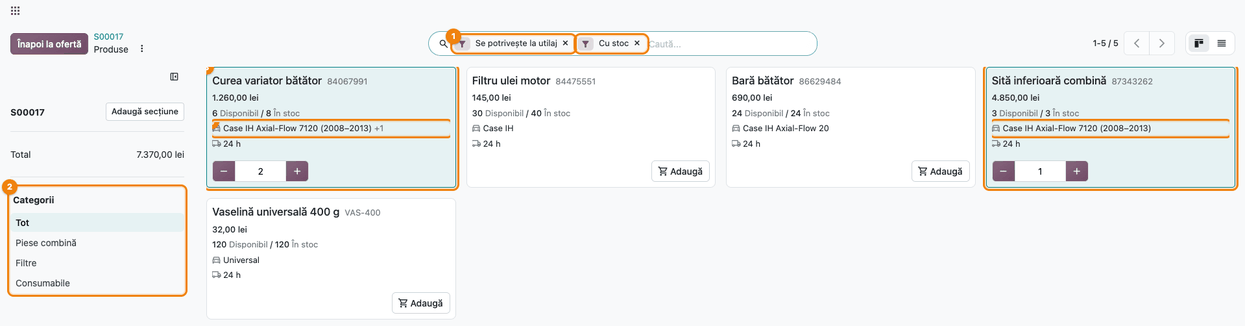 Înapoi la ofertă
S00017
Produse
1
Se potrivește la utilaj
Cu stoc
Caută...
1-5 / 5
S00017
Adaugă secțiune
Total
7.370,00 lei
2
Categorii
Tot
Piese combină
Filtre
Consumabile
Curea variator bătător 84067991
1.260,00 lei
6 Disponibil / 8 În stoc
Case IH Axial-Flow 7120 (2008–2013) +1
24 h
− 2 +
Filtru ulei motor 84475551
145,00 lei
30 Disponibil / 40 În stoc
Case IH
24 h
Adaugă
Bară bătător 86629484
690,00 lei
24 Disponibil / 24 În stoc
Case IH Axial-Flow 20
24 h
Adaugă
Sită inferioară combină 87343262
4.850,00 lei
3 Disponibil / 3 În stoc
Case IH Axial-Flow 7120 (2008–2013)
24 h
− 1 +
Vaselină universală 400 g VAS-400
32,00 lei
120 Disponibil / 120 În stoc
Universal
24 h
Adaugă